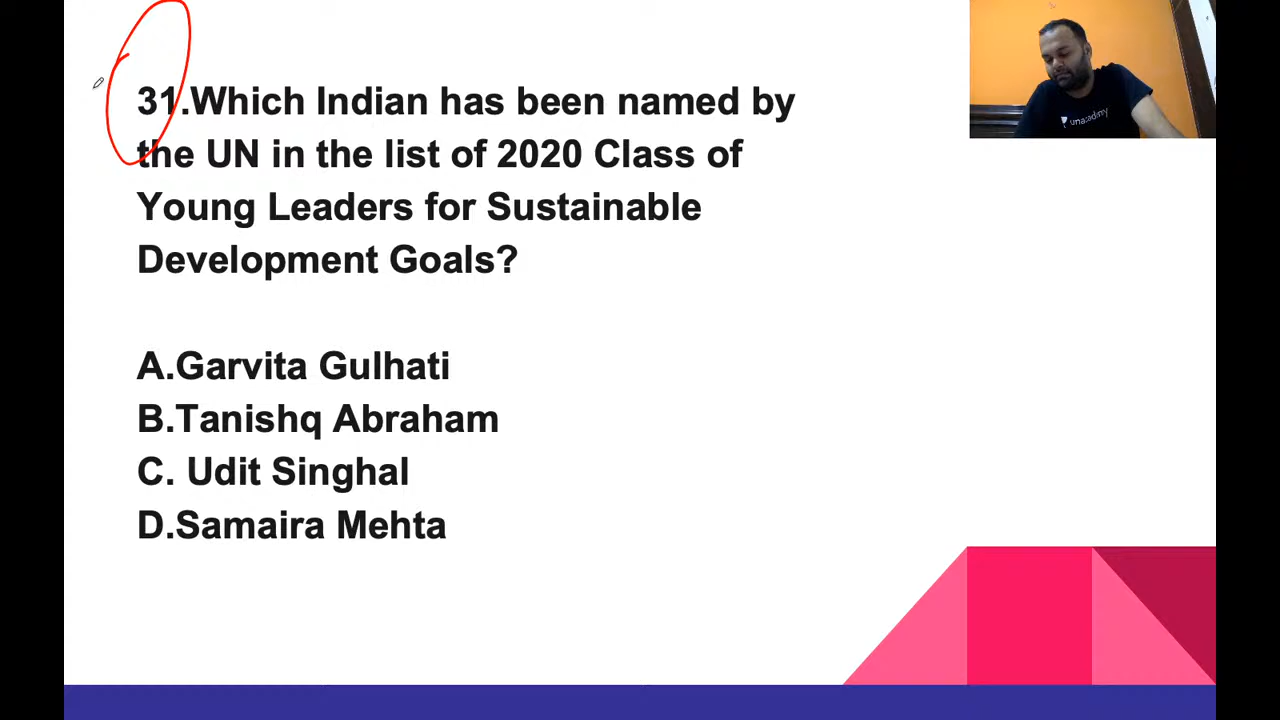 31.Which Indian has been named by
the UN in the list of 2020 Class of
Young Leaders for Sustainable
Development Goals?
A.Garvita Gulhati
B.Tanishq Abraham
C. Udit Singhal
D.Samaira Mehta
unacademy